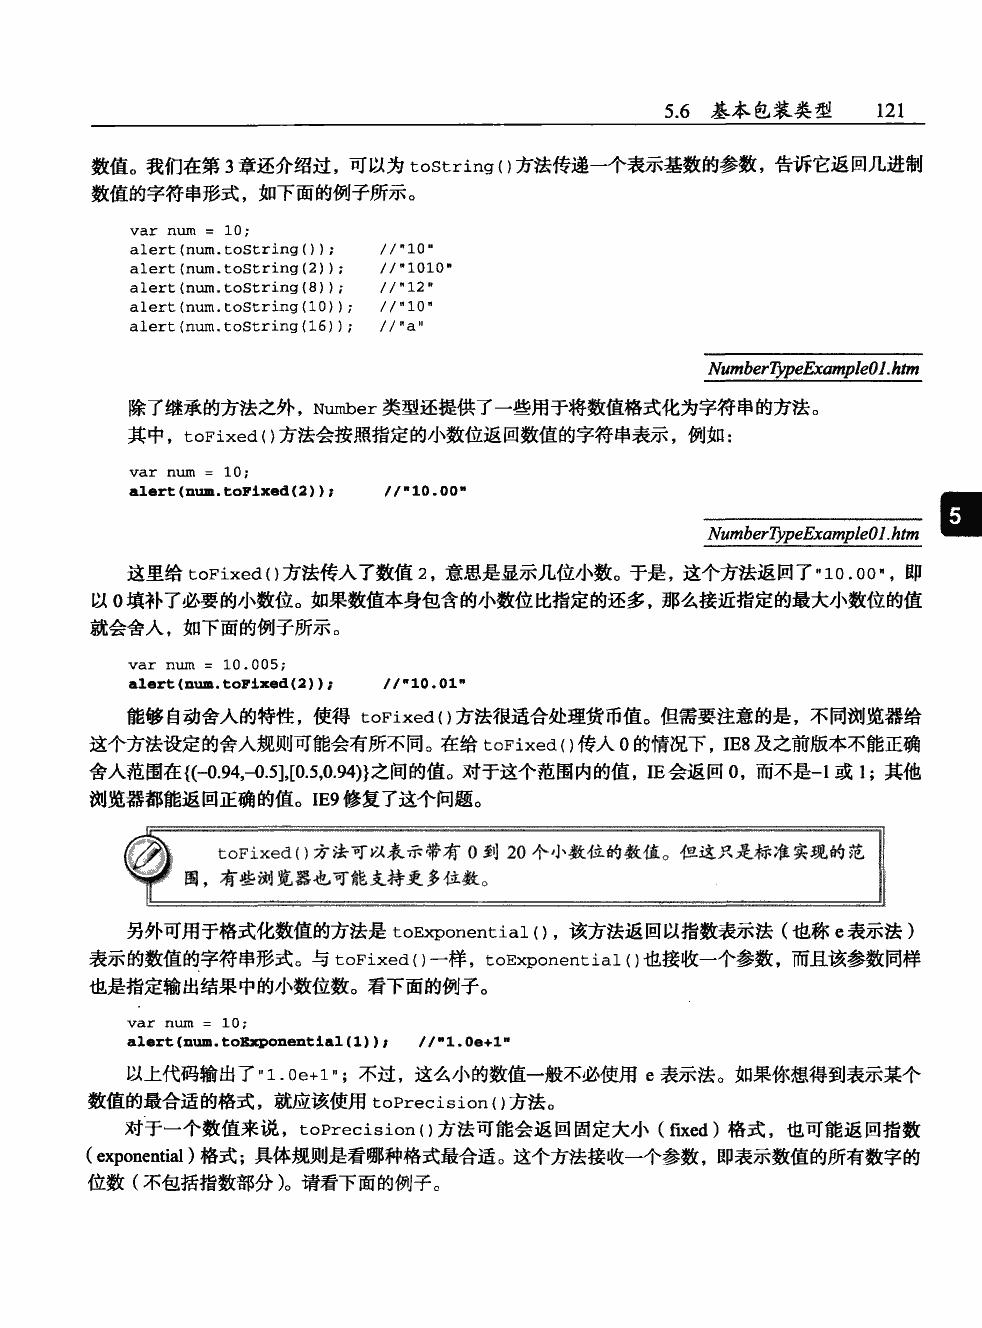 5.6 基本包装类型 121
数值。我们在第 3 章还介绍过，可以为 toString()方法传递一个表示基数的参数，告诉它返回几进制
数值的字符串形式，如下面的例子所示。
var num = 10;
alert(num.toString()); //"10"
alert(num.toString(2)); //"1010"
alert(num.toString(8)); //"12"
alert(num.toString(10)); //"10"
alert(num.toString(16)); //"a"
NumberTypeExample01.htm
除了继承的方法之外，Number 类型还提供了一些用于将数值格式化为字符串的方法。
其中，toFixed()方法会按照指定的小数位返回数值的字符串表示，例如：
var num = 10;
alert(num.toFixed(2)); //"10.00"
5
NumberTypeExample01.htm
这里给 toFixed()方法传入了数值 2，意思是显示几位小数。于是，这个方法返回了"10.00"，即
以 0 填补了必要的小数位。如果数值本身包含的小数位比指定的还多，那么接近指定的最大小数位的值
就会舍入，如下面的例子所示。
var num = 10.005;
alert(num.toFixed(2)); //"10.01"
能够自动舍入的特性，使得 toFixed()方法很适合处理货币值。但需要注意的是，不同浏览器给
这个方法设定的舍入规则可能会有所不同。在给 toFixed()传入 0 的情况下，IE8 及之前版本不能正确
舍入范围在{(–0.94,–0.5],[0.5,0.94)}之间的值。对于这个范围内的值，IE 会返回 0，而不是–1 或 1；其他
浏览器都能返回正确的值。IE9 修复了这个问题。
toFixed()方法可以表示带有 0 到 20 个小数位的数值。但这只是标准实现的范
围，有些浏览器也可能支持更多位数。
另外可用于格式化数值的方法是 toExponential()，该方法返回以指数表示法（也称 e 表示法）
表示的数值的字符串形式。与 toFixed()一样，toExponential()也接收一个参数，而且该参数同样
也是指定输出结果中的小数位数。看下面的例子。
var num = 10;
alert(num.toExponential(1)); //"1.0e+1"
以上代码输出了"1.0e+1"；不过，这么小的数值一般不必使用 e 表示法。如果你想得到表示某个
数值的最合适的格式，就应该使用 toPrecision()方法。
对于一个数值来说，toPrecision()方法可能会返回固定大小（fixed）格式，也可能返回指数
（exponential）格式；具体规则是看哪种格式最合适。这个方法接收一个参数，即表示数值的所有数字的
位数（不包括指数部分）。请看下面的例子。